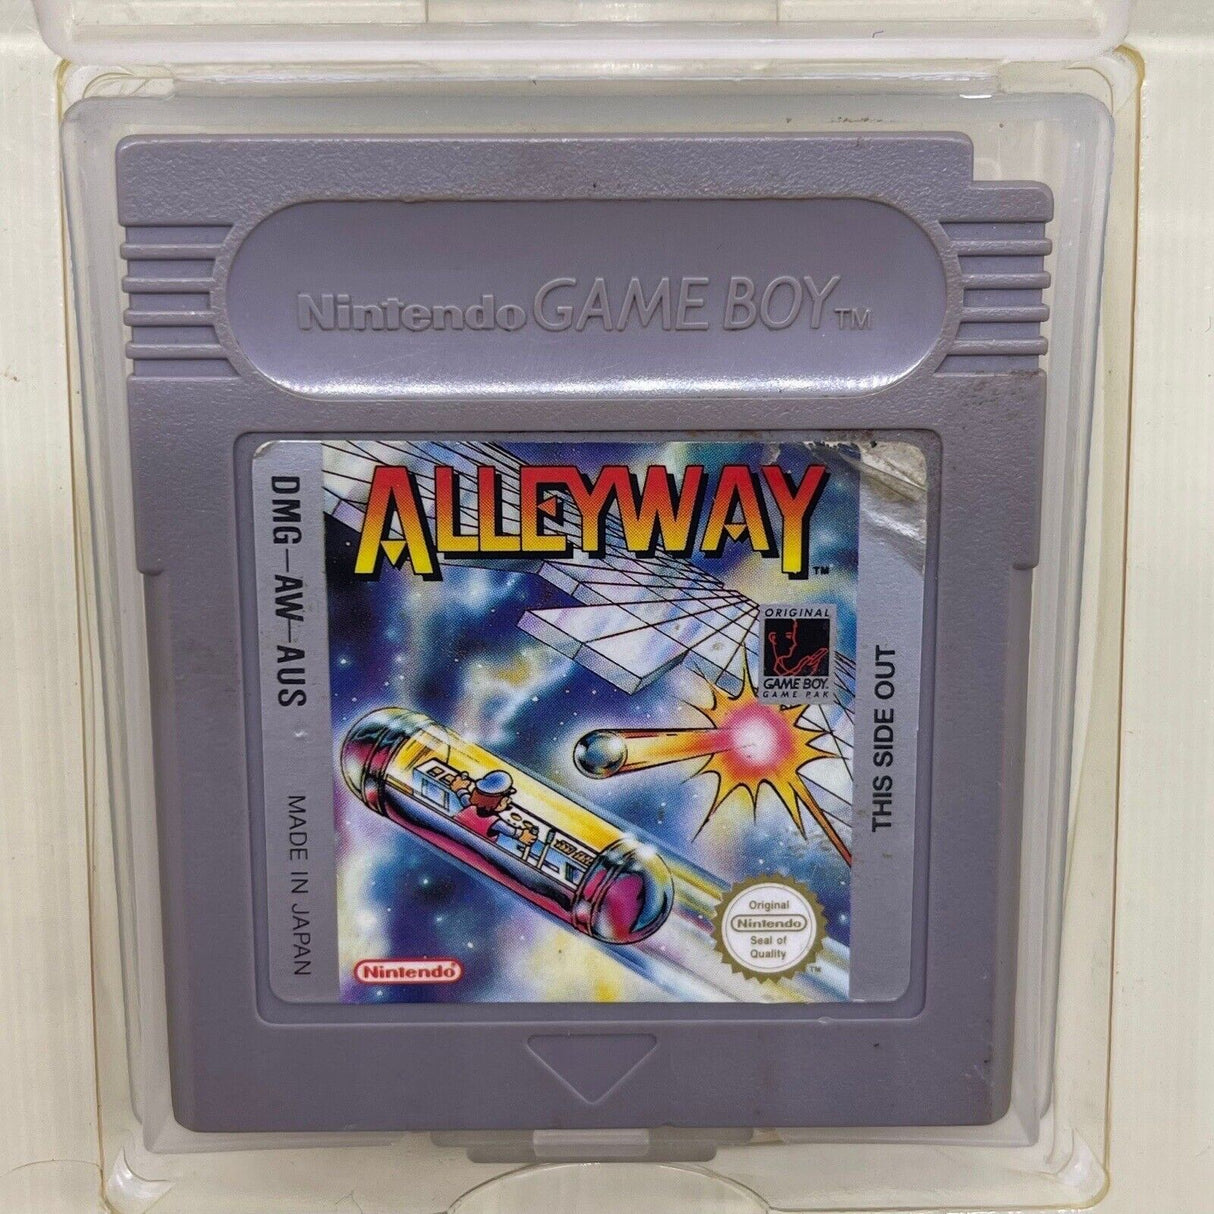 Nintendo GAME BOY TM
ALLEYWAY TM
DMG-AW-AUS
MADE IN JAPAN
ORIGINAL
GAME BOY
GAME PAK
THIS SIDE OUT
Original
Nintendo
Seal of
Quality
TM
Nintendo